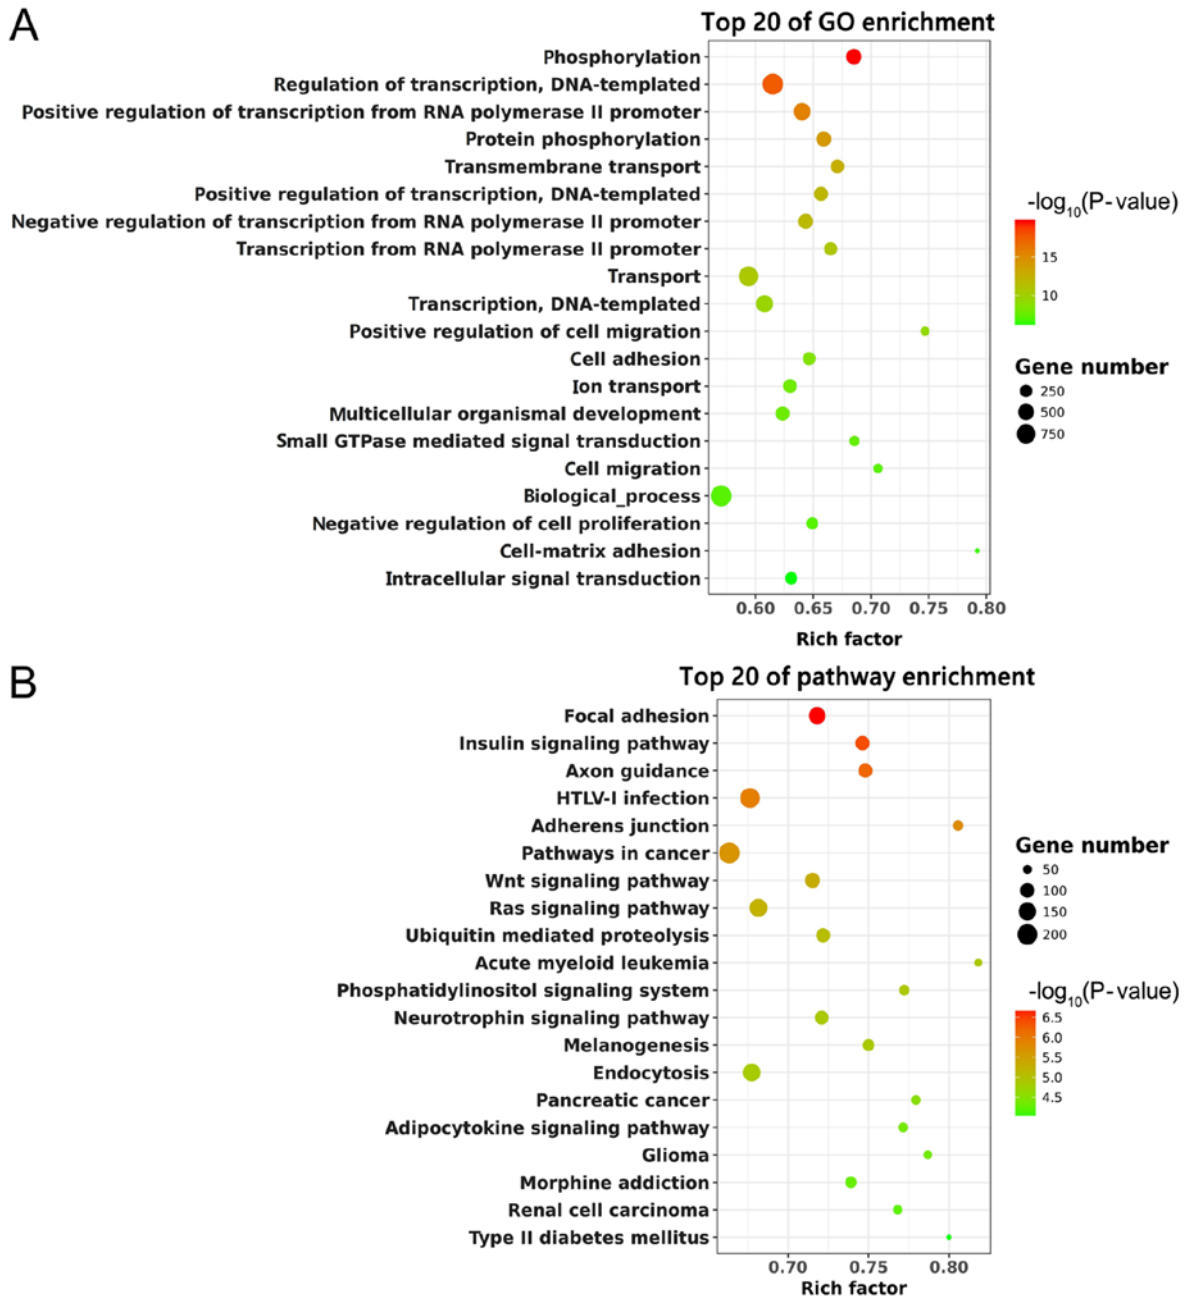 A
Top 20 of GO enrichment
Phosphorylation
Regulation of transcription, DNA-templated
Positive regulation of transcription from RNA polymerase II promoter
Protein phosphorylation
Transmembrane transport
Positive regulation of transcription, DNA-templated
Negative regulation of transcription from RNA polymerase II promoter
Transcription from RNA polymerase II promoter
Transport
Transcription, DNA-templated
Positive regulation of cell migration
Cell adhesion
Ion transport
Multicellular organismal development
Small GTPase mediated signal transduction
Cell migration
Biological_process
Negative regulation of cell proliferation
Cell-matrix adhesion
Intracellular signal transduction
0.60 0.65 0.70 0.75 0.80
Rich factor
-log10(P-value)
15
10
Gene number
250
500
750
B
Top 20 of pathway enrichment
Focal adhesion
Insulin signaling pathway
Axon guidance
HTLV-I infection
Adherens junction
Pathways in cancer
Wnt signaling pathway
Ras signaling pathway
Ubiquitin mediated proteolysis
Acute myeloid leukemia
Phosphatidylinositol signaling system
Neurotrophin signaling pathway
Melanogenesis
Endocytosis
Pancreatic cancer
Adipocytokine signaling pathway
Glioma
Morphine addiction
Renal cell carcinoma
Type II diabetes mellitus
0.70 0.75 0.80
Rich factor
Gene number
50
100
150
200
-log10(P-value)
6.5
6.0
5.5
5.0
4.5